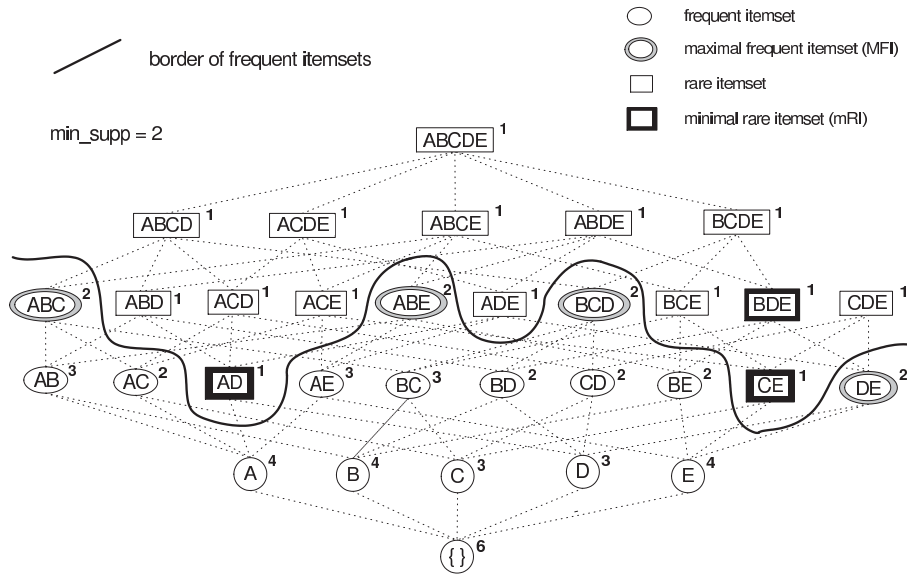 frequent itemset
maximal frequent itemset (MFI)
rare itemset
minimal rare itemset (mRI)
border of frequent itemsets
min_supp = 2
ABCDE 1
ABCD 1 ACDE 1 ABCE 1 ABDE 1 BCDE 1
ABC 2 ABD 1 ACD 1 ACE 1 ABE 2 ADE 1 BCD 2 BCE 1 BDE 1 CDE 1
AB 3 AC 2 AD 1 AE 3 BC 3 BD 2 CD 2 BE 2 CE 1 DE 2
A 4 B 4 C 3 D 3 E 4
{ } 6